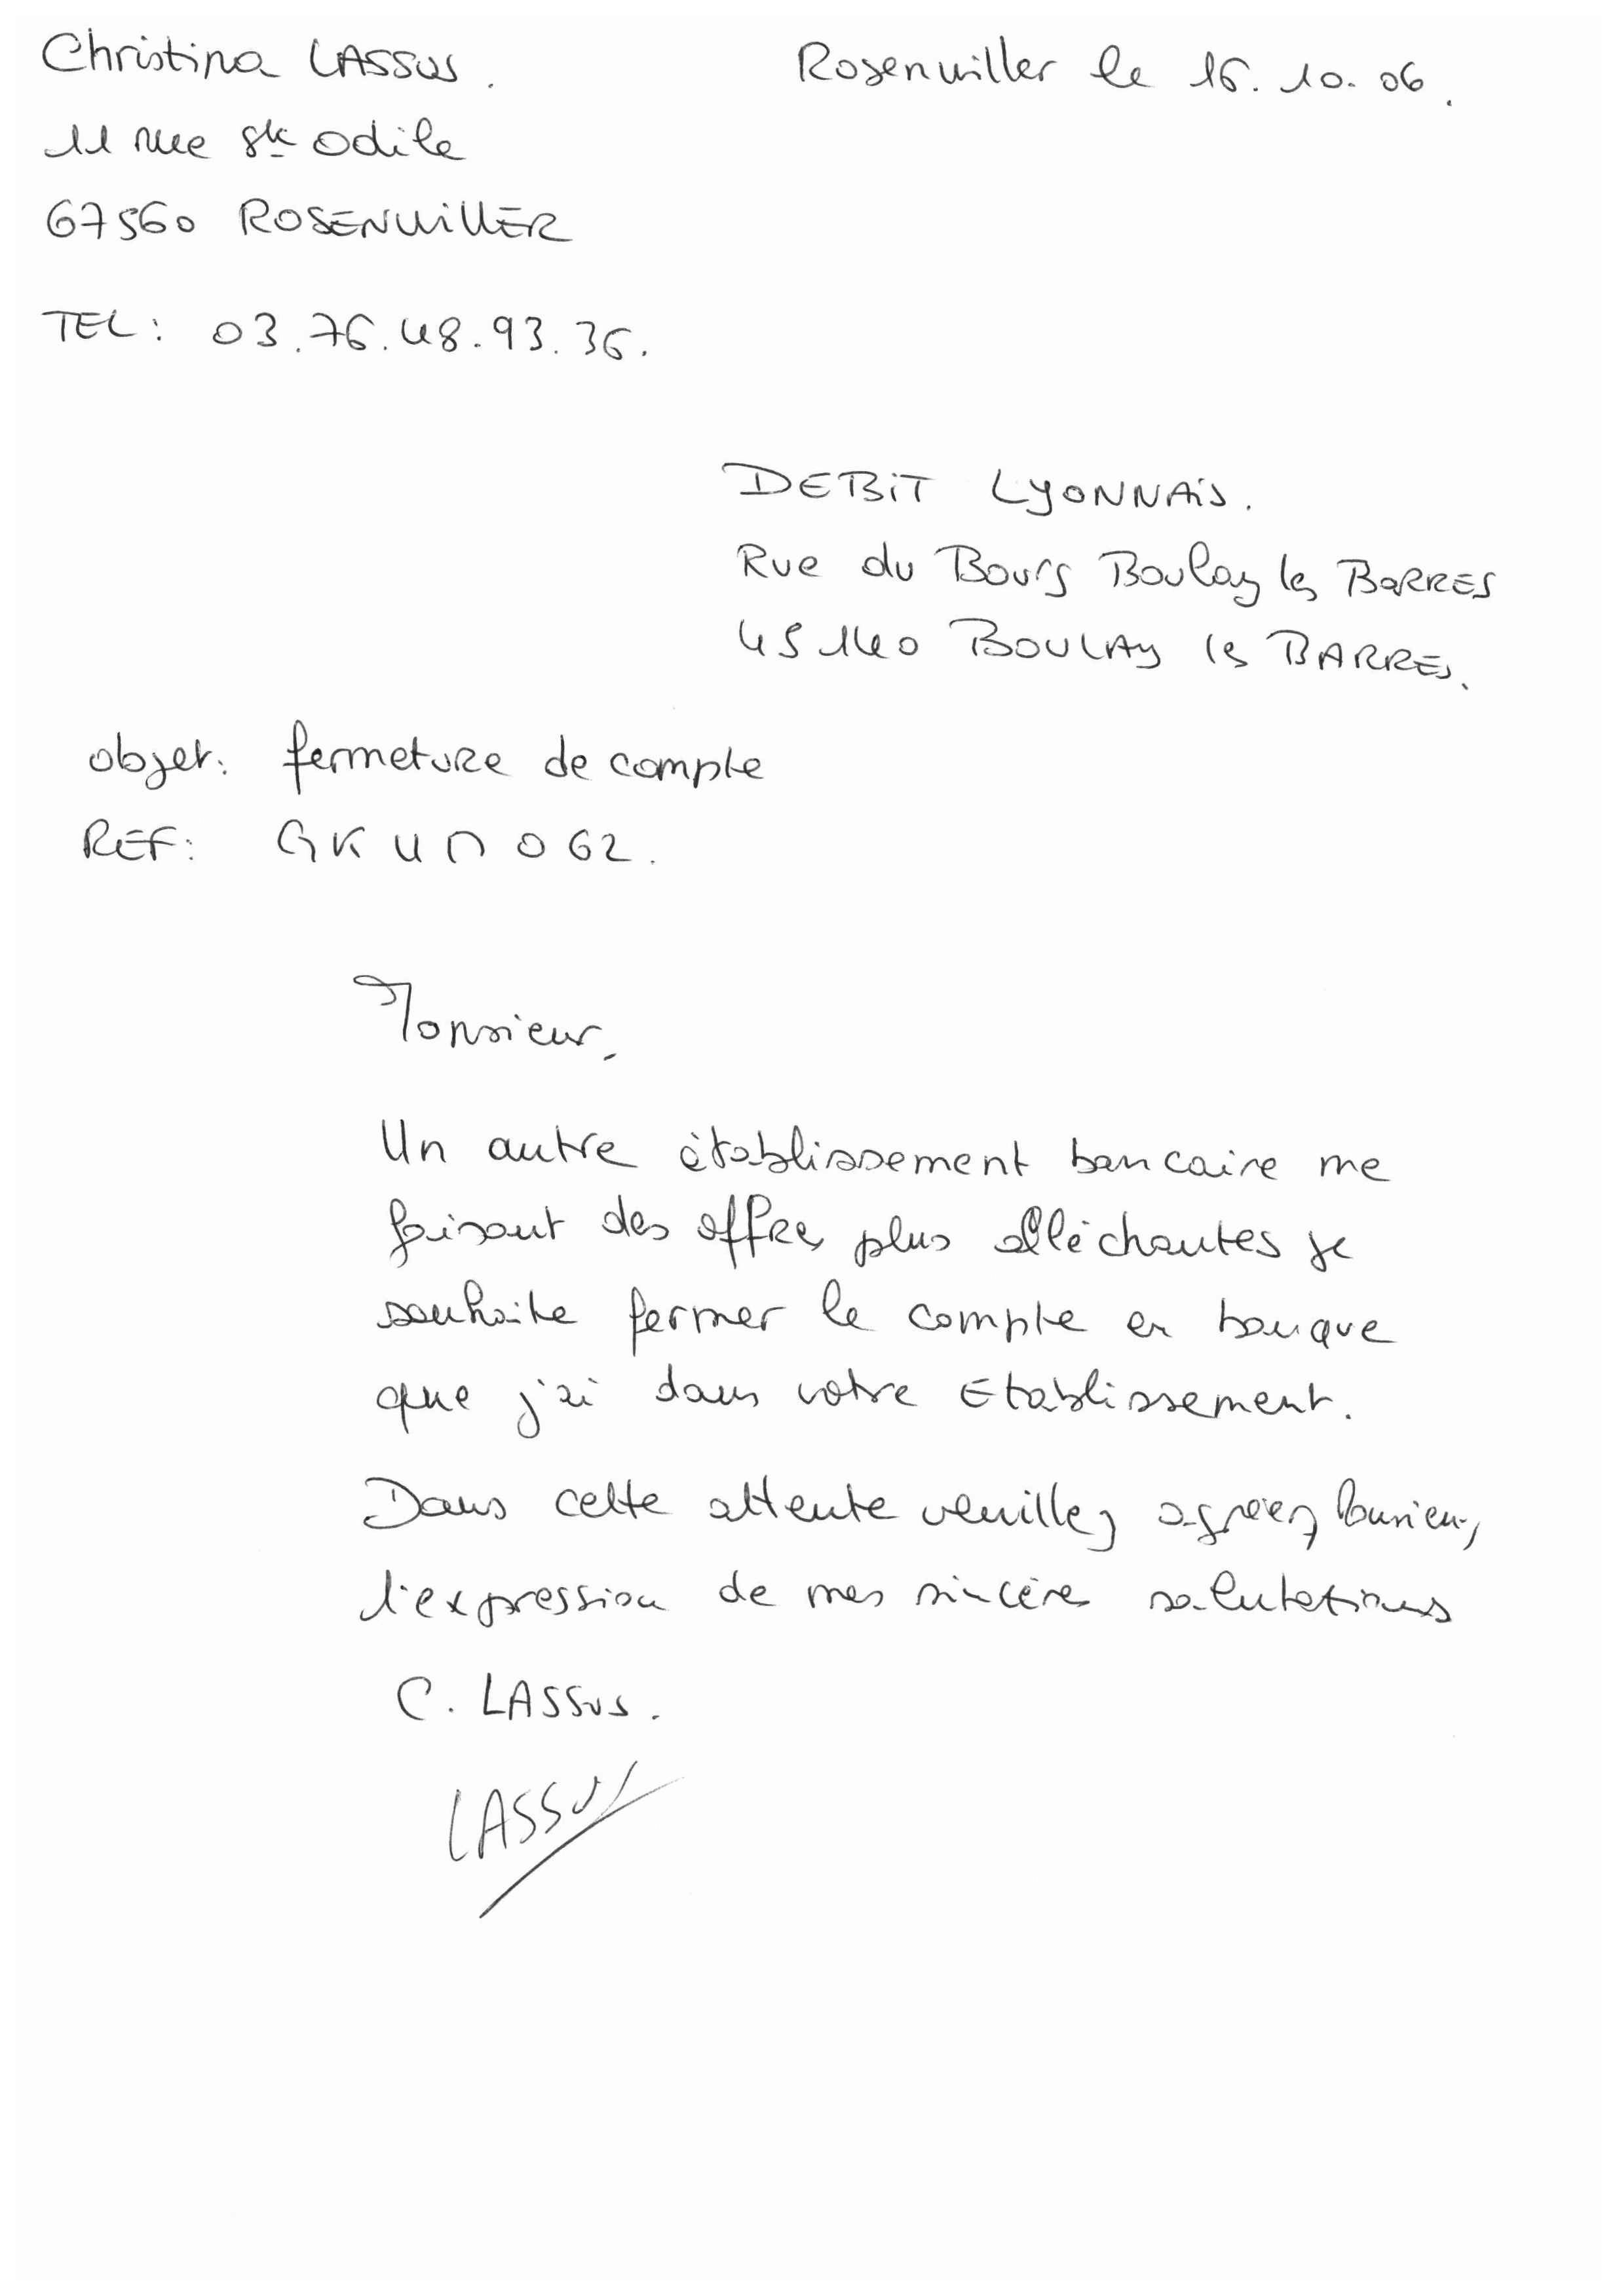 Christina LASSUS.
Rosenwiller le 16.10.06.
11 rue Ste Odile
67560 ROSENWILLER
TEL: 03.76.48.93.36.
DEBIT LYONNAIS.
Rue du Bourg Boulay les BARRES
45140 BOULAY les BARRES.
objet: fermeture de compte
REF: GKUN062.
Monsieur,
Un autre établissement bancaire me
faisant des offres plus alléchantes je
souhaite fermer le compte en banque
que j'ai dans votre Etablissement.
Dans cette attente veuillez agréez Monsieur,
l'expression de mes sincères salutations
C. LASSUS.
LASSUS